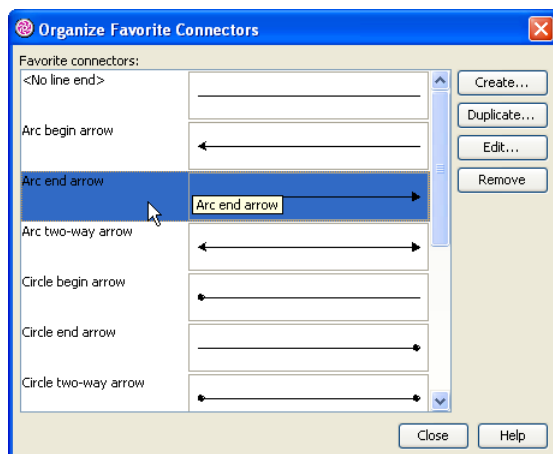 Organize Favorite Connectors
Favorite connectors:
<No line end>
Arc begin arrow
Arc end arrow
Arc end arrow
Arc two-way arrow
Circle begin arrow
Circle end arrow
Circle two-way arrow
Create...
Duplicate...
Edit...
Remove
Close
Help